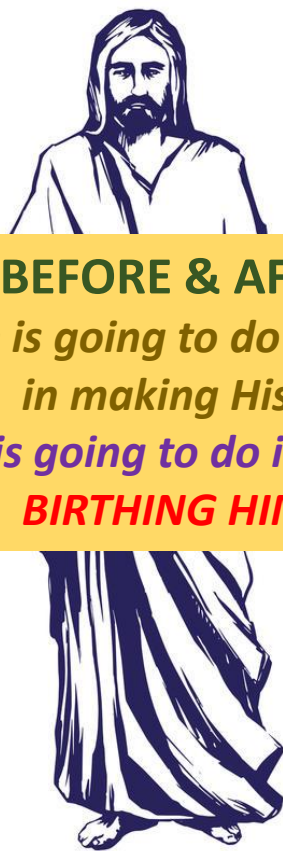 BEFORE & AF
is going to do
in making His
is going to do i
BIRTHING HI